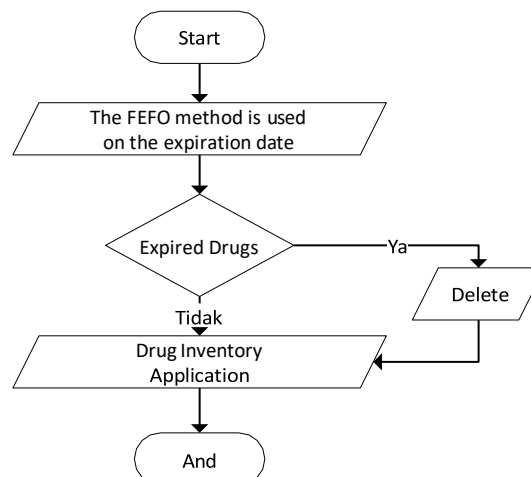 Start
The FEFO method is used
on the expiration date
Expired Drugs
Ya
Delete
Tidak
Drug Inventory
Application
And